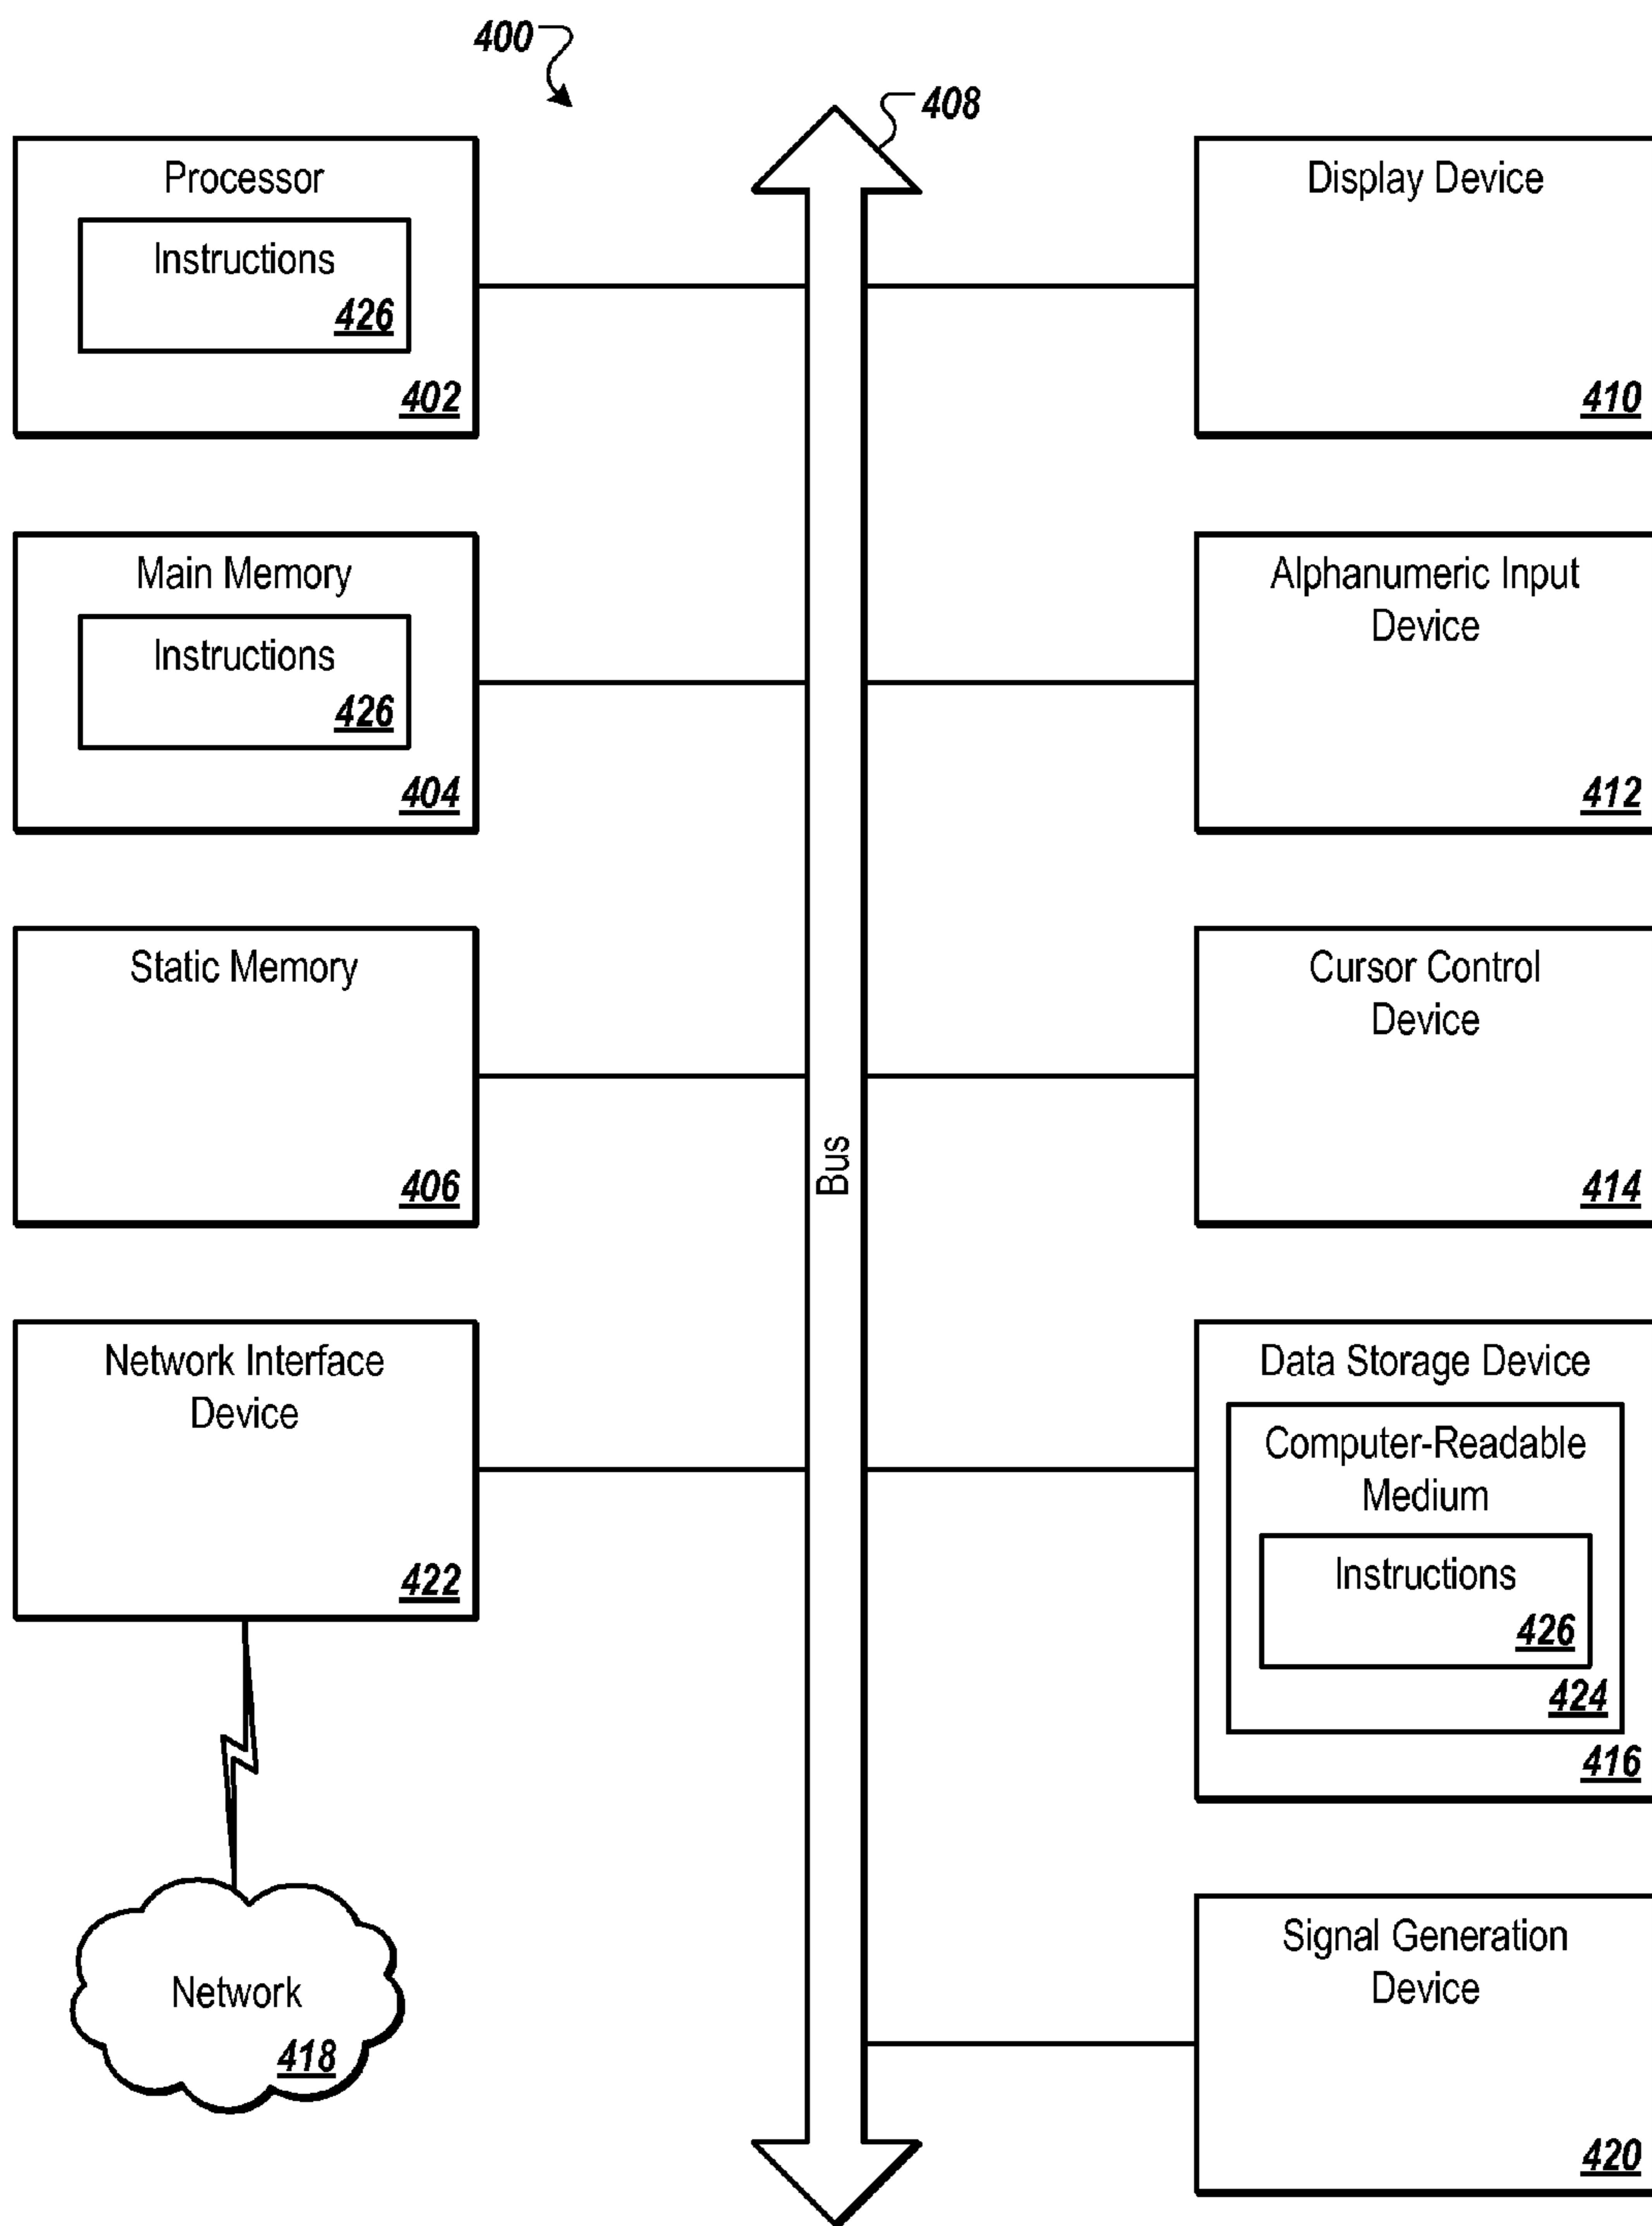 400
408
Processor
Instructions
426
402
Display Device
410
Main Memory
Instructions
426
404
Alphanumeric Input
Device
412
Static Memory
406
Cursor Control
Device
414
Bus
Network Interface
Device
422
Data Storage Device
Computer-Readable
Medium
Instructions
426
424
416
Network
418
Signal Generation
Device
420